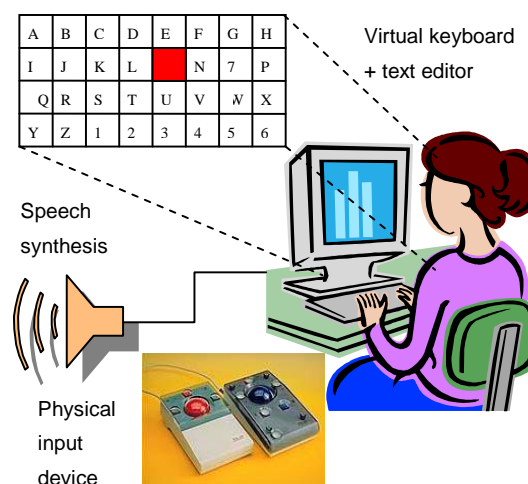 A B C D E F G H
I J K L N 7 P
Q R S T U V W X
Y Z 1 2 3 4 5 6
Virtual keyboard
+ text editor
Speech
synthesis
Physical
input
device